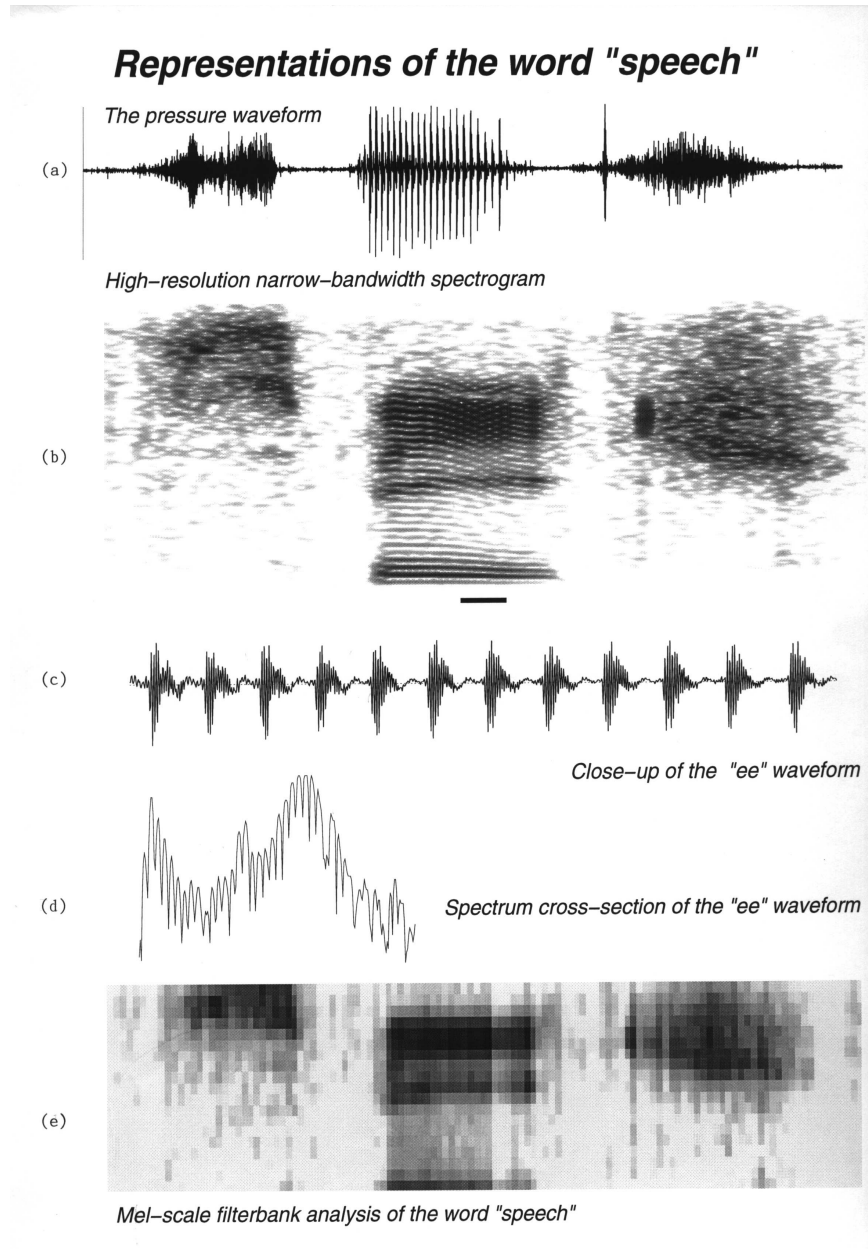 Representations of the word "speech"
The pressure waveform
(a)
High–resolution narrow–bandwidth spectrogram
(b)
(c)
Close–up of the "ee" waveform
(d)
Spectrum cross–section of the "ee" waveform
(e)
Mel–scale filterbank analysis of the word "speech"